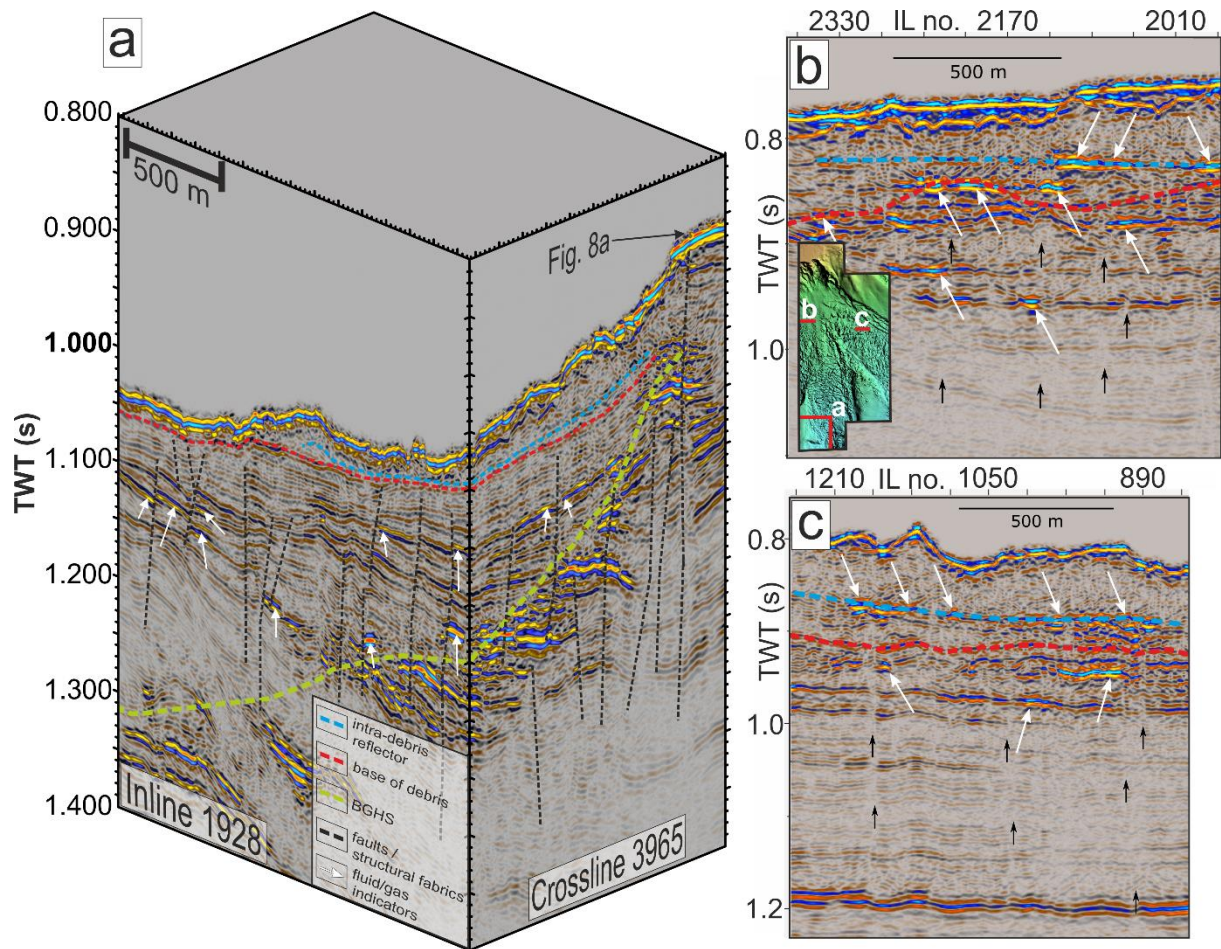 a
0.800
500 m
0.900
Fig. 8a
1.000
TWT (s)
1.100
1.200
1.300
1.400
Inline 1928
Crossline 3965
intra-debris
reflector
base of debris
BGHS
faults /
structural fabrics
fluid/gas
indicators
2330 IL no. 2170 2010
b
500 m
0.8
TWT (s)
1.0
b
c
a
1210 IL no. 1050 890
c
500 m
0.8
TWT (s)
1.0
1.2